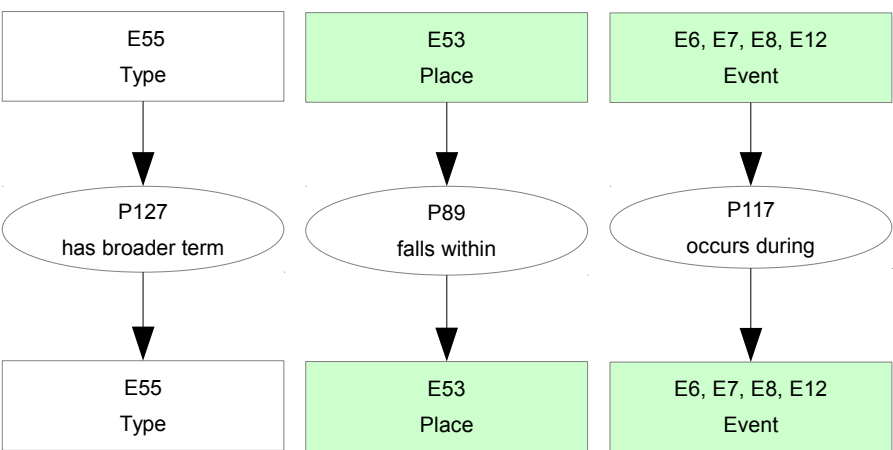 E55
Type
E53
Place
E6, E7, E8, E12
Event
P127
has broader term
P89
falls within
P117
occurs during
E55
Type
E53
Place
E6, E7, E8, E12
Event